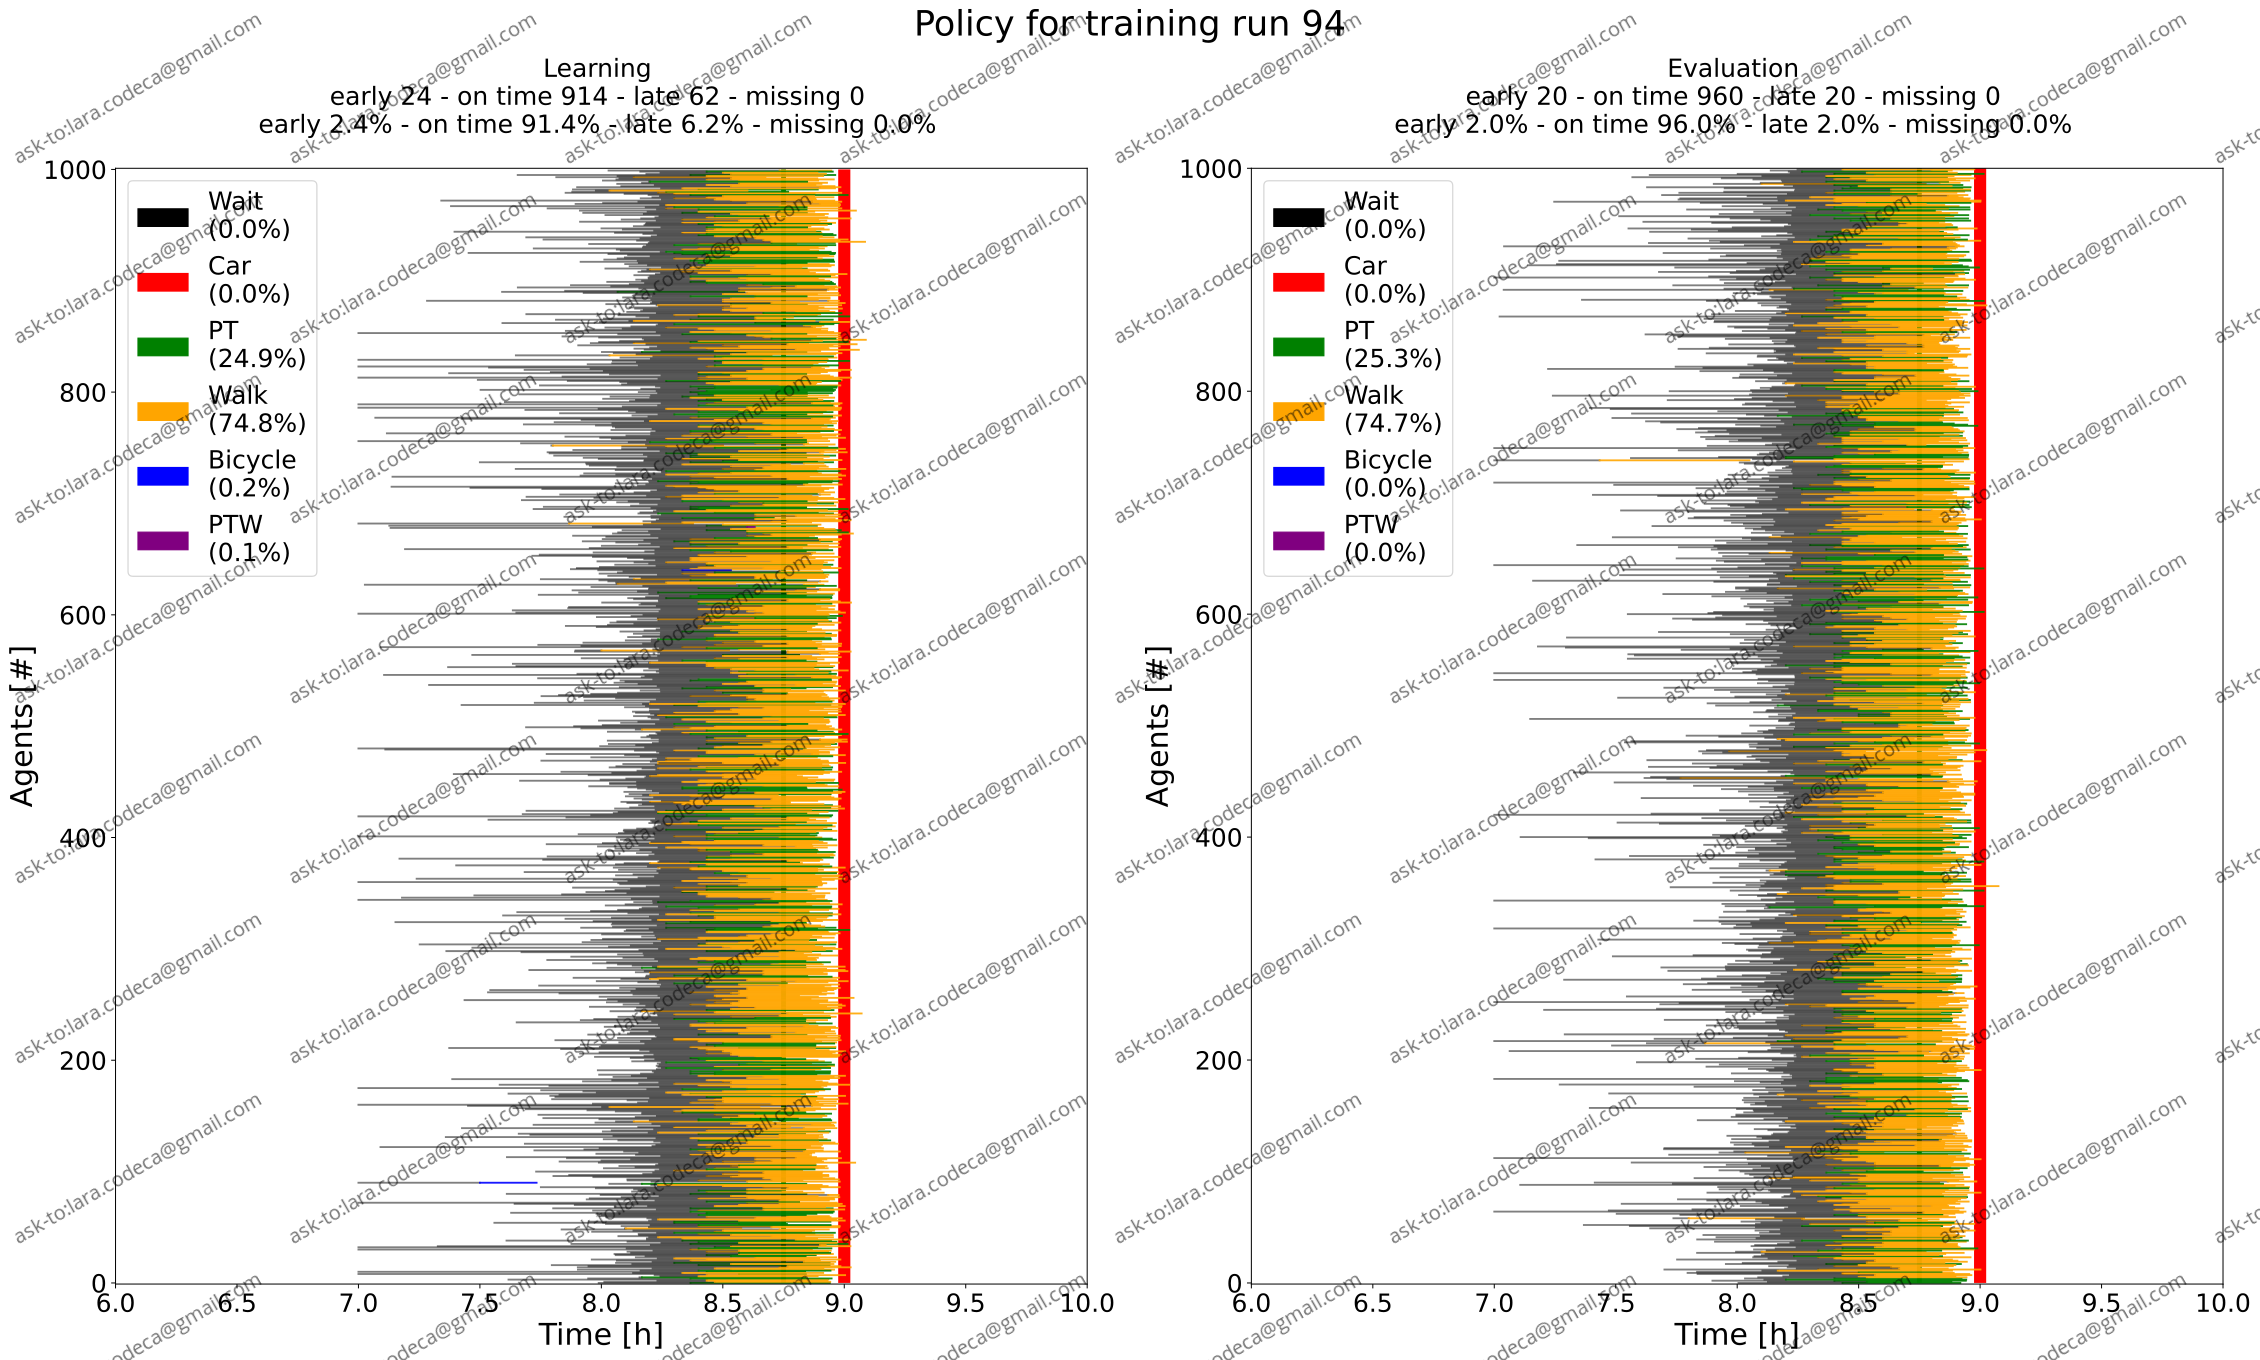 Policy for training run 94
Learning
early 24 - on time 914 - late 62 - missing 0
early 2.4% - on time 91.4% - late 6.2% - missing 0.0%
1000
800
600
400
200
0
Agents [#]
Wait
(0.0%)
Car
(0.0%)
PT
(24.9%)
Walk
(74.8%)
Bicycle
(0.2%)
PTW
(0.1%)
6.0 6.5 7.0 7.5 8.0 8.5 9.0 9.5 10.0
Time [h]
Evaluation
early 20 - on time 960 - late 20 - missing 0
early 2.0% - on time 96.0% - late 2.0% - missing 0.0%
1000
800
600
400
200
0
Agents [#]
Wait
(0.0%)
Car
(0.0%)
PT
(25.3%)
Walk
(74.7%)
Bicycle
(0.0%)
PTW
(0.0%)
6.0 6.5 7.0 7.5 8.0 8.5 9.0 9.5 10.0
Time [h]
ask-to:lara.codeca@gmail.com